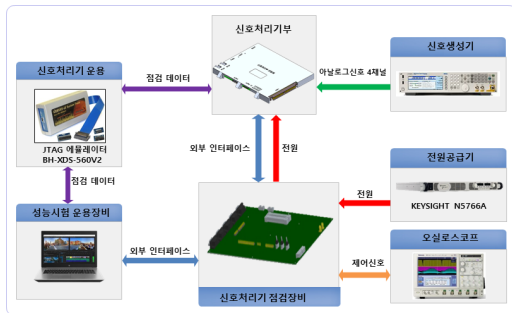 신호처리기부
신호생성기
신호처리기 운용
점검 데이터
아날로그신호 4채널
JTAG 에뮬레이터
BH-XDS-560V2
외부 인터페이스
전원
점검 데이터
전원공급기
전원
KEYSIGHT N5766A
성능시험 운용장비
외부 인터페이스
오실로스코프
제어신호
신호처리기 점검장비